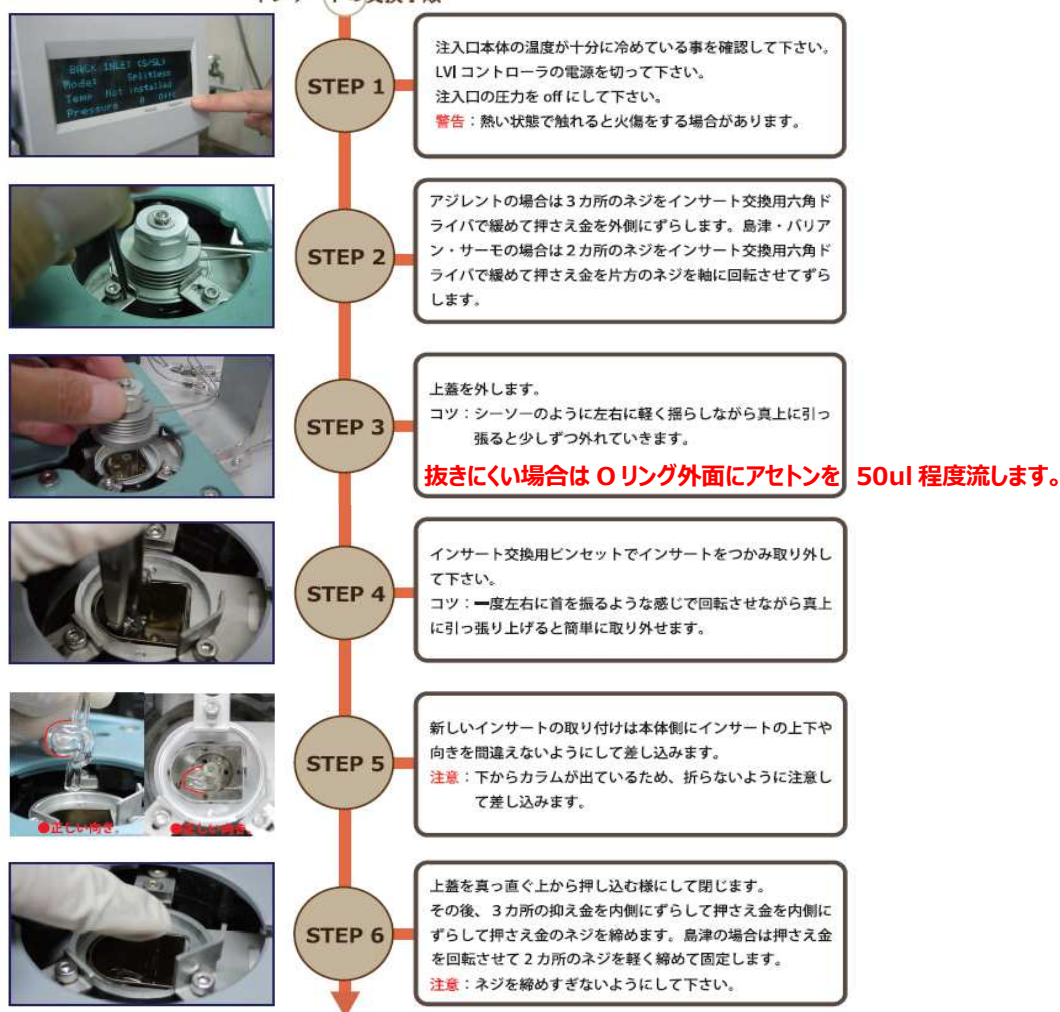 BACK INLET (S/SL)
Mode: Splitless
Temp Not installed
Pressure 0 Off
STEP 1
注入口本体の温度が十分に冷めている事を確認して下さい。
LVI コントローラの電源を切って下さい。
注入口の圧力を off にして下さい。
警告：熱い状態で触れると火傷をする場合があります。
STEP 2
アジレントの場合は３カ所のネジをインサート交換用六角ド
ライバで緩めて押さえ金を外側にずらします。島津・バリア
ン・サーモの場合は２カ所のネジをインサート交換用六角ド
ライバで緩めて押さえ金を片方のネジを軸に回転させてずら
します。
STEP 3
上蓋を外します。
コツ：シーソーのように左右に軽く揺らしながら真上に引っ
張ると少しずつ外れていきます。
抜きにくい場合は O リング外面にアセトンを 50ul 程度流します。
STEP 4
インサート交換用ピンセットでインサートをつかみ取り外し
て下さい。
コツ：一度左右に首を振るような感じで回転させながら真上
に引っ張り上げると簡単に取り外せます。
STEP 5
新しいインサートの取り付けは本体側にインサートの上下や
向きを間違えないようにして差し込みます。
注意：下からカラムが出ているため、折らないように注意し
て差し込みます。
●正しい向き。 ●正しい向き。
STEP 6
上蓋を真っ直ぐ上から押し込む様にして閉じます。
その後、３カ所の抑え金を内側にずらして押さえ金を内側に
ずらして押さえ金のネジを締めます。島津の場合は押さえ金
を回転させて 2 カ所のネジを軽く締めて固定します。
注意：ネジを締めすぎないようにして下さい。